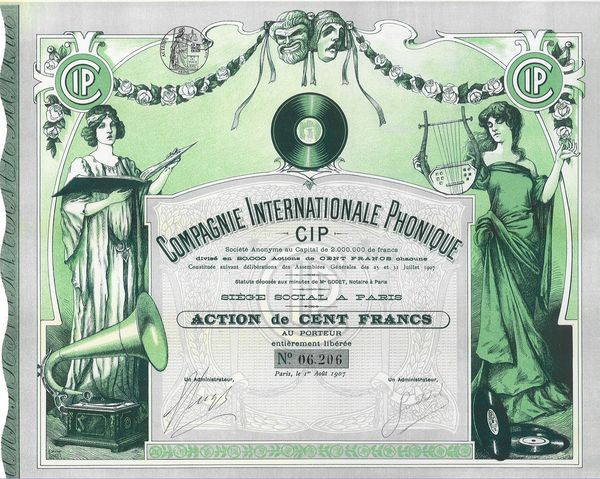 CIP
CIP
COMPAGNIE INTERNATIONALE PHONIQUE
CIP
Société Anonyme au Capital de 2.000.000 de francs
divisé en 20.000 Actions de CENT FRANCS chacune
Constituée suivant délibérations des Assemblées Générales des 25 et 31 Juillet 1907
Statuts déposés aux minutes de Me GODET, Notaire à Paris
SIÈGE SOCIAL A PARIS
ACTION de CENT FRANCS
AU PORTEUR
entièrement libérée
No 06.206
Paris, le 1er Août 1907
Un Administrateur,
Un Administrateur,